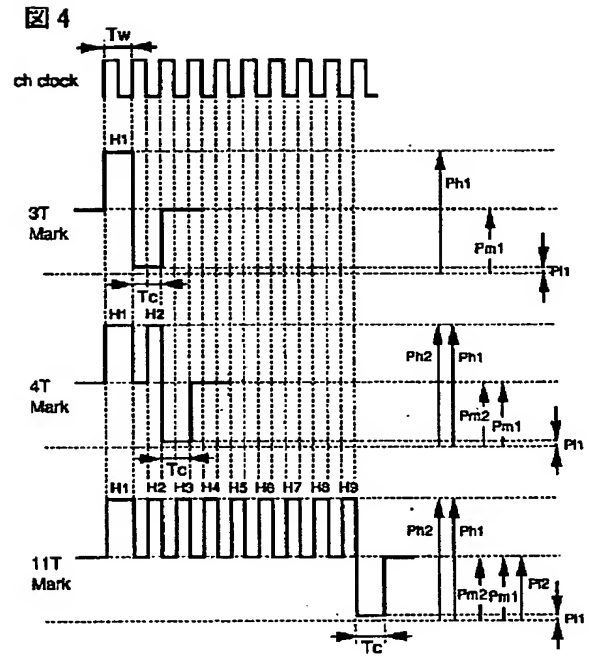 図 4
Tw
ch clock
H1
3T
Mark
Tc
Ph1
Pm1
Pl1
H1 H2
4T
Mark
Tc
Ph2 Ph1
Pm2 Pm1
Pl1
H1 H2 H3 H4 H5 H6 H7 H8 H9
11T
Mark
Tc
Ph2 Ph1
Pm2 Pm1 Pl2
Pl1